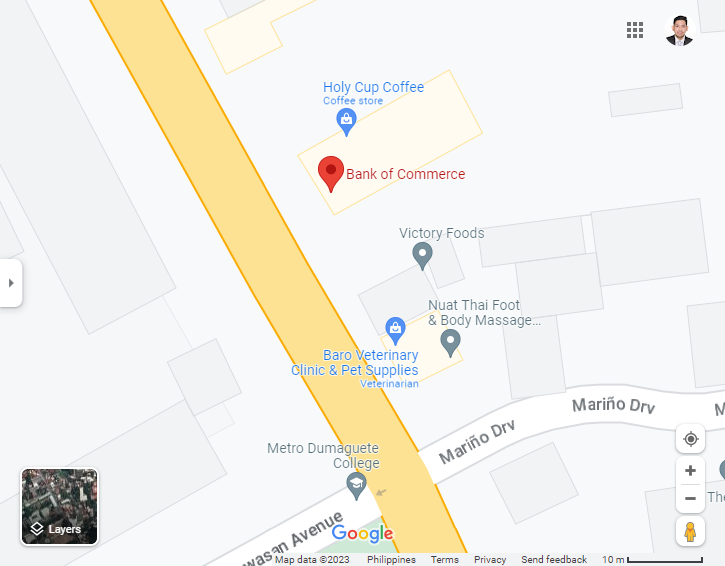 Holy Cup Coffee
Coffee store
Bank of Commerce
Victory Foods
Nuat Thai Foot
& Body Massage...
Baro Veterinary
Clinic & Pet Supplies
Veterinarian
Mariño Drv
Mariño Drv
Metro Dumaguete
College
Avenue
The
Layers
Google
Map data ©2023 Philippines Terms Privacy Send feedback 10 m